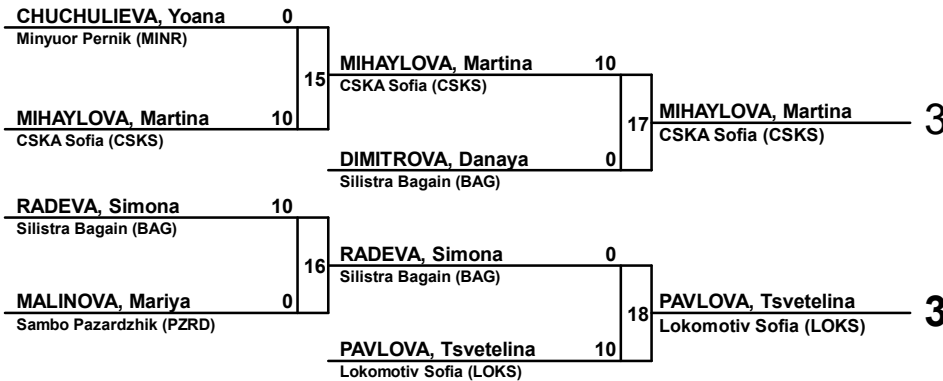 CHUCHULIEVA, Yoana 0
Minyuor Pernik (MINR)
15
MIHAYLOVA, Martina 10
CSKA Sofia (CSKS)
MIHAYLOVA, Martina 10
CSKA Sofia (CSKS)
17
MIHAYLOVA, Martina 3
CSKA Sofia (CSKS)
DIMITROVA, Danaya 0
Silistra Bagain (BAG)
RADEVA, Simona 10
Silistra Bagain (BAG)
16
RADEVA, Simona 0
Silistra Bagain (BAG)
MALINOVA, Mariya 0
Sambo Pazardzhik (PZRD)
18
PAVLOVA, Tsvetelina 3
Lokomotiv Sofia (LOKS)
PAVLOVA, Tsvetelina 10
Lokomotiv Sofia (LOKS)